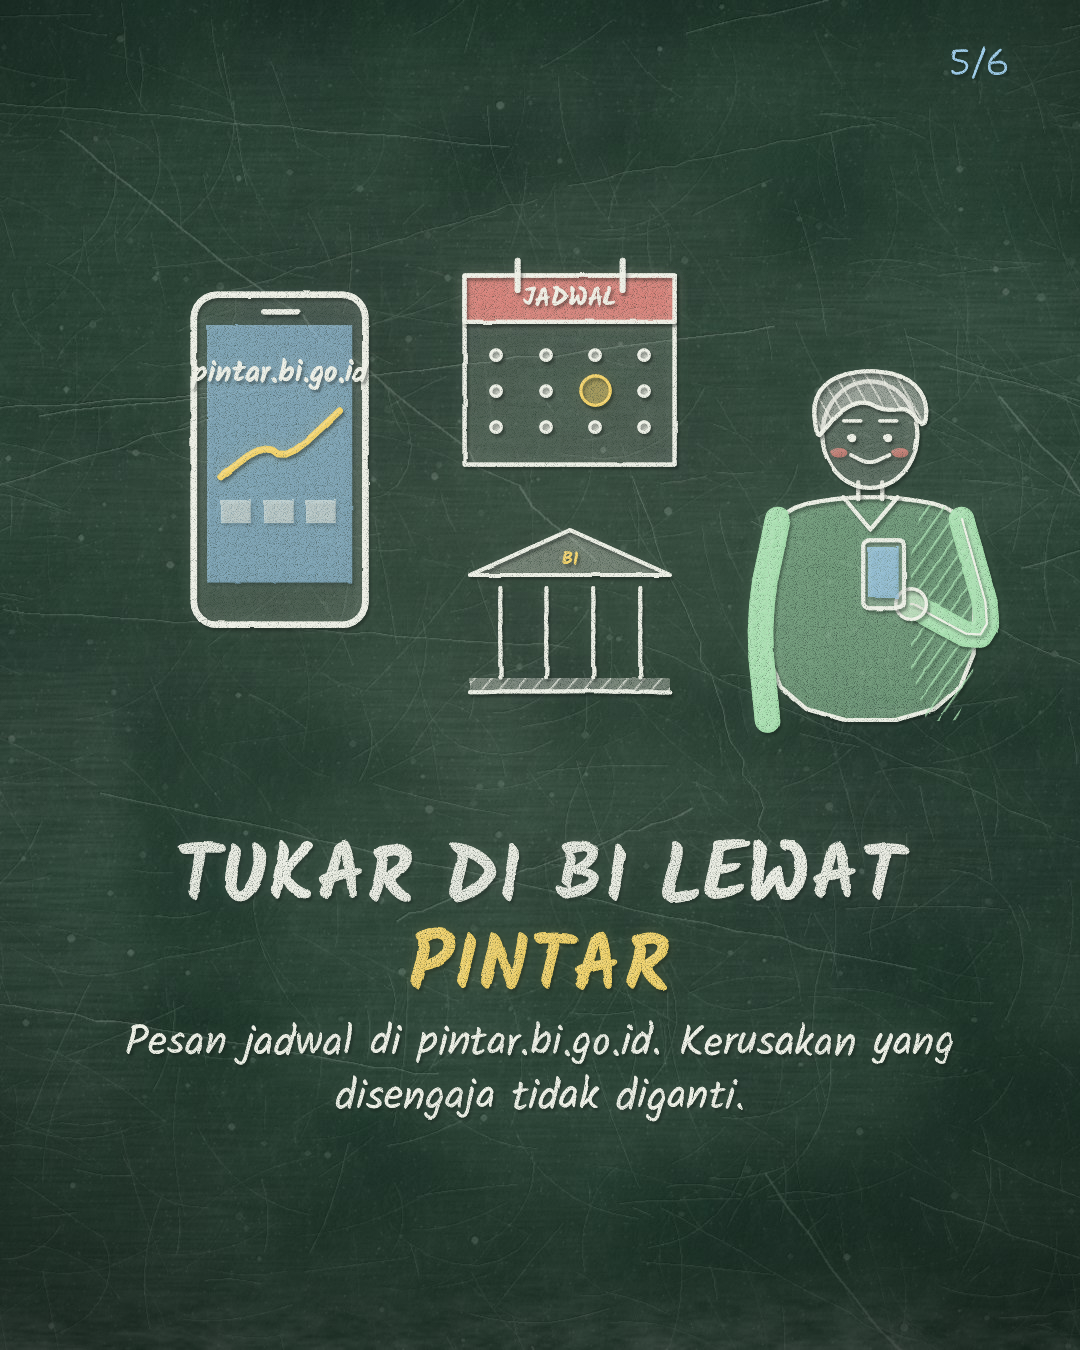 5/6
JADWAL
pintar.bi.go.id
BI
TUKAR DI BI LEWAT
PINTAR
Pesan jadwal di pintar.bi.go.id. Kerusakan yang
disengaja tidak diganti.